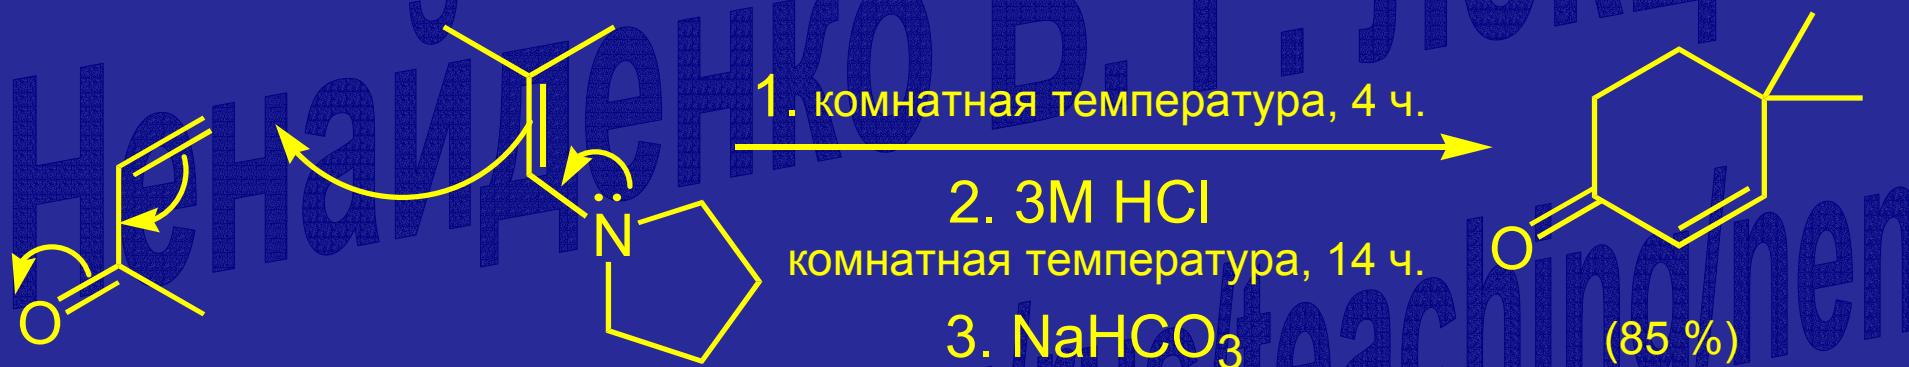 Ненайденко В. Г. Лекц
/teaching/nen
1. комнатная температура, 4 ч.
2. 3M HCl
комнатная температура, 14 ч.
3. NaHCO₃
O
N
O
(85 %)